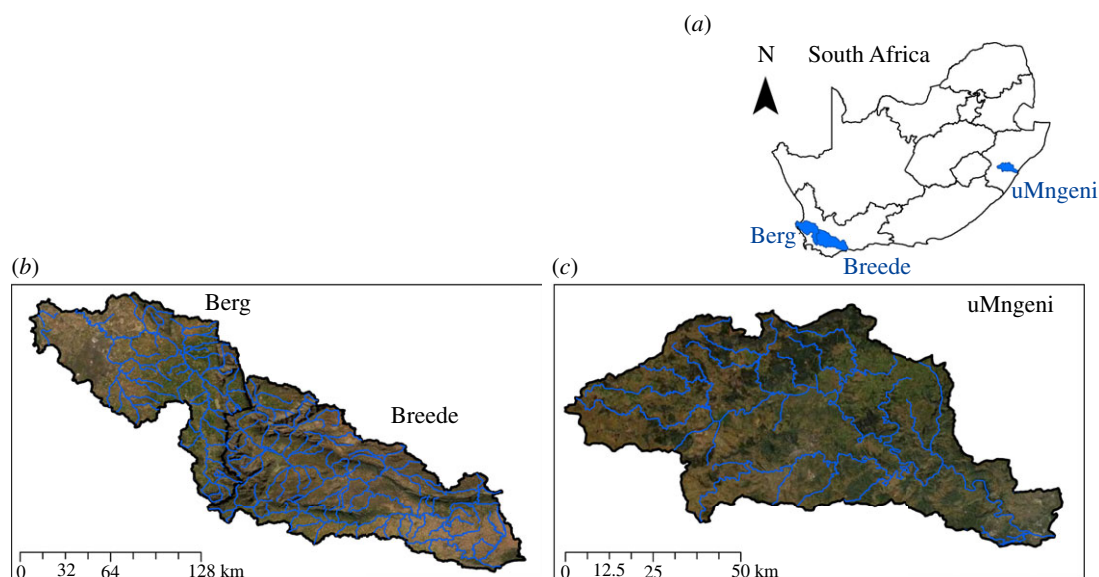 (a)
N South Africa
uMngeni
Berg
Breede
(b)
Berg
Breede
0 32 64 128 km
(c)
uMngeni
0 12.5 25 50 km